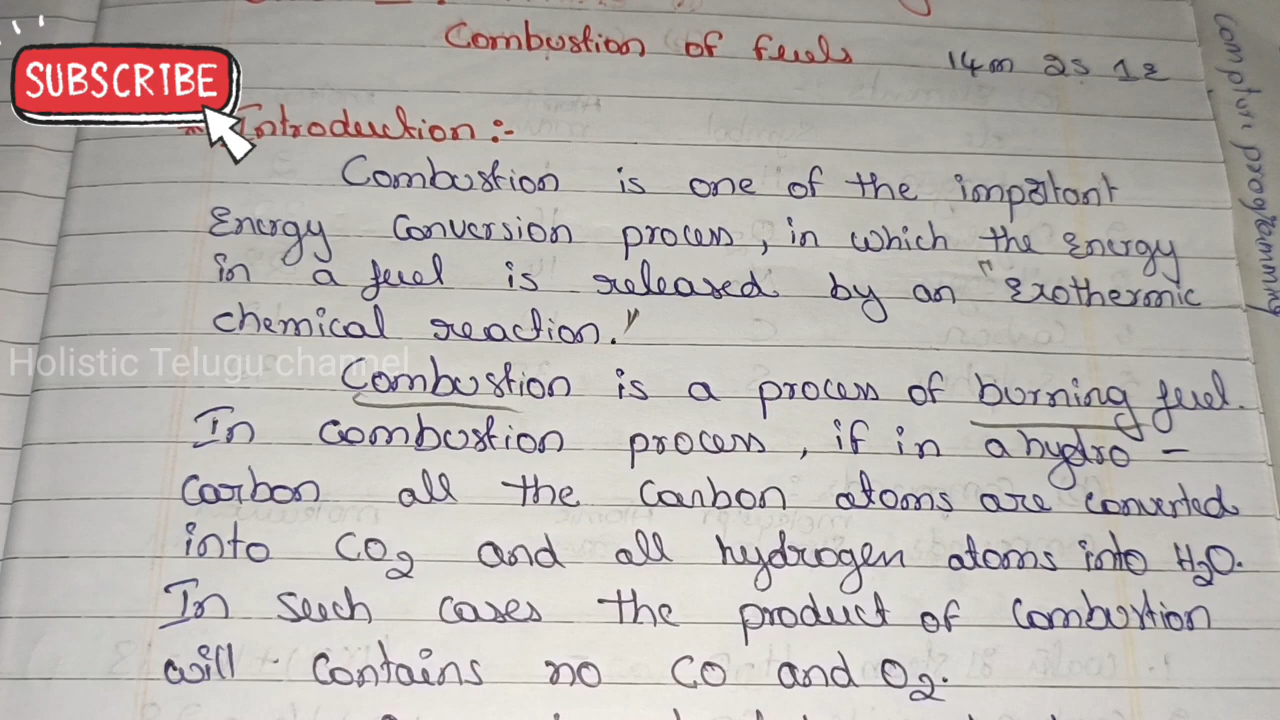 Combustion of fuels 14m 2s 1e
SUBSCRIBE
Introduction :-
Combustion is one of the important
Energy conversion process, in which the Energy
in a fuel is released by an "Exothermic
chemical reaction."
Holistic Telugu channel
Combustion is a process of burning fuel.
In combustion process, if in a hydro -
carbon all the carbon atoms are converted
into CO₂ and all hydrogen atoms into H₂O.
In such cases the product of combustion
will contains no CO and O₂.
computer programming